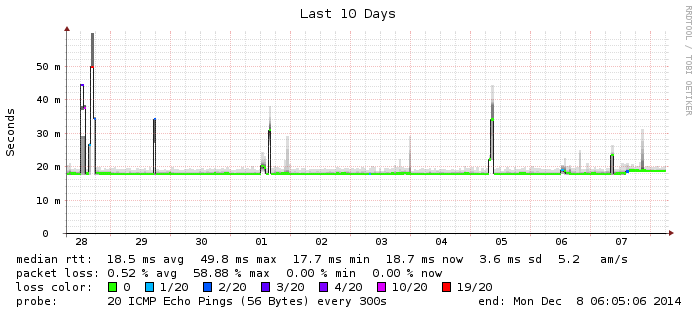 Last 10 Days
RRDTOOL / TOBI OETIKER
Seconds
50 m
40 m
30 m
20 m
10 m
0
28 29 30 01 02 03 04 05 06 07
median rtt: 18.5 ms avg 49.8 ms max 17.7 ms min 18.7 ms now 3.6 ms sd 5.2 am/s
packet loss: 0.52 % avg 58.88 % max 0.00 % min 0.00 % now
loss color: 0 1/20 2/20 3/20 4/20 10/20 19/20
probe: 20 ICMP Echo Pings (56 Bytes) every 300s end: Mon Dec 8 06:05:06 2014